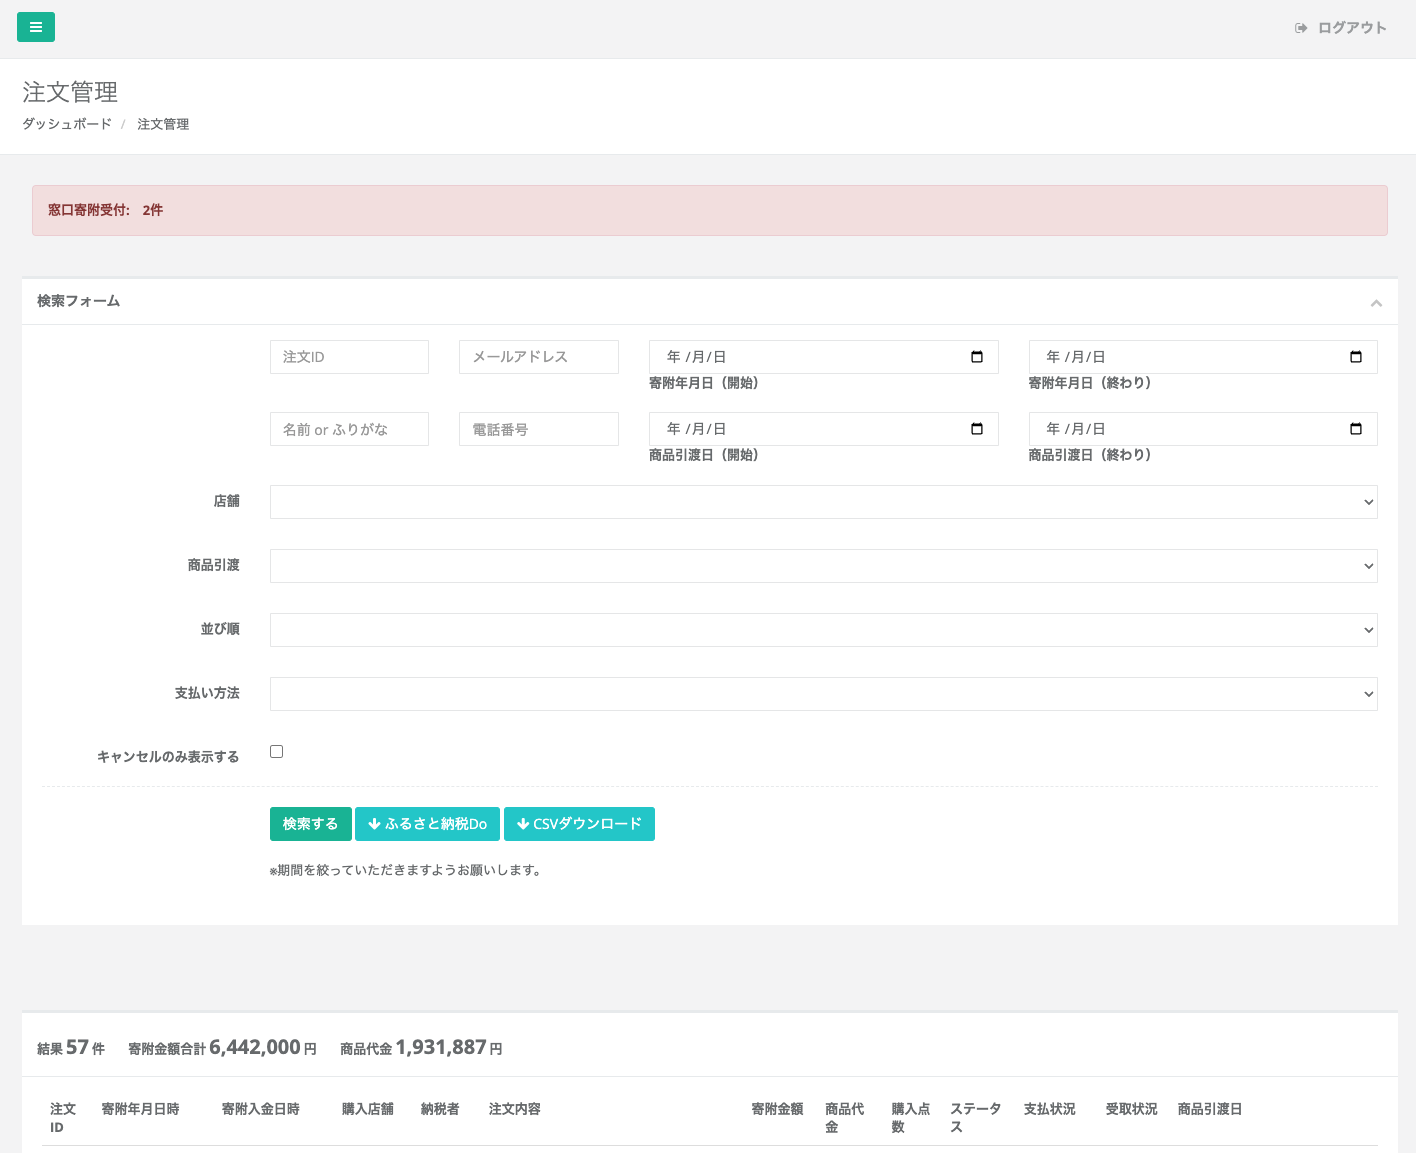 ログアウト
注文管理
ダッシュボード / 注文管理
窓口寄附受付: 2件
検索フォーム
注文ID メールアドレス 年 /月/日 年 /月/日
寄附年月日（開始） 寄附年月日（終わり）
名前 or ふりがな 電話番号 年 /月/日 年 /月/日
商品引渡日（開始） 商品引渡日（終わり）
店舗
商品引渡
並び順
支払い方法
キャンセルのみ表示する
検索する ふるさと納税Do CSVダウンロード
※期間を絞っていただきますようお願いします。
結果 57 件 寄附金額合計 6,442,000 円 商品代金 1,931,887 円
注文ID 寄附年月日時 寄附入金日時 購入店舗 納税者 注文内容 寄附金額 商品代金 購入点数 ステータス 支払状況 受取状況 商品引渡日